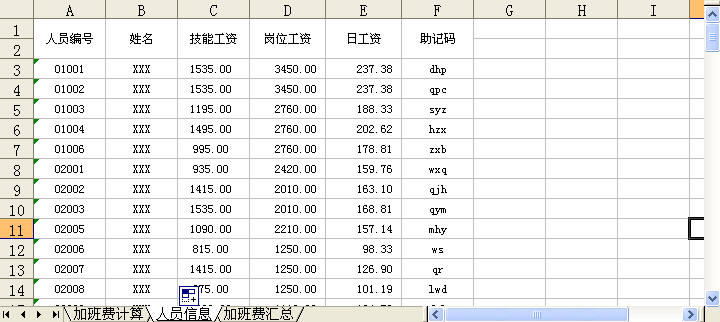 A B C D E F G H I
1 人员编号 姓名 技能工资 岗位工资 日工资 助记码
2
3 01001 XXX 1535.00 3450.00 237.38 dhp
4 01002 XXX 1535.00 3450.00 237.38 qpc
5 01003 XXX 1195.00 2760.00 188.33 syz
6 01004 XXX 1495.00 2760.00 202.62 hzx
7 01006 XXX 995.00 2760.00 178.81 zxb
8 02001 XXX 935.00 2420.00 159.76 wxq
9 02002 XXX 1415.00 2010.00 163.10 qjh
10 02003 XXX 1535.00 2010.00 168.81 qym
11 02005 XXX 1090.00 2210.00 157.14 mhy
12 02006 XXX 815.00 1250.00 98.33 ws
13 02007 XXX 1415.00 1250.00 126.90 qr
14 02008 XXX 75.00 1250.00 101.19 lwd
加班费计算 人员信息 加班费汇总